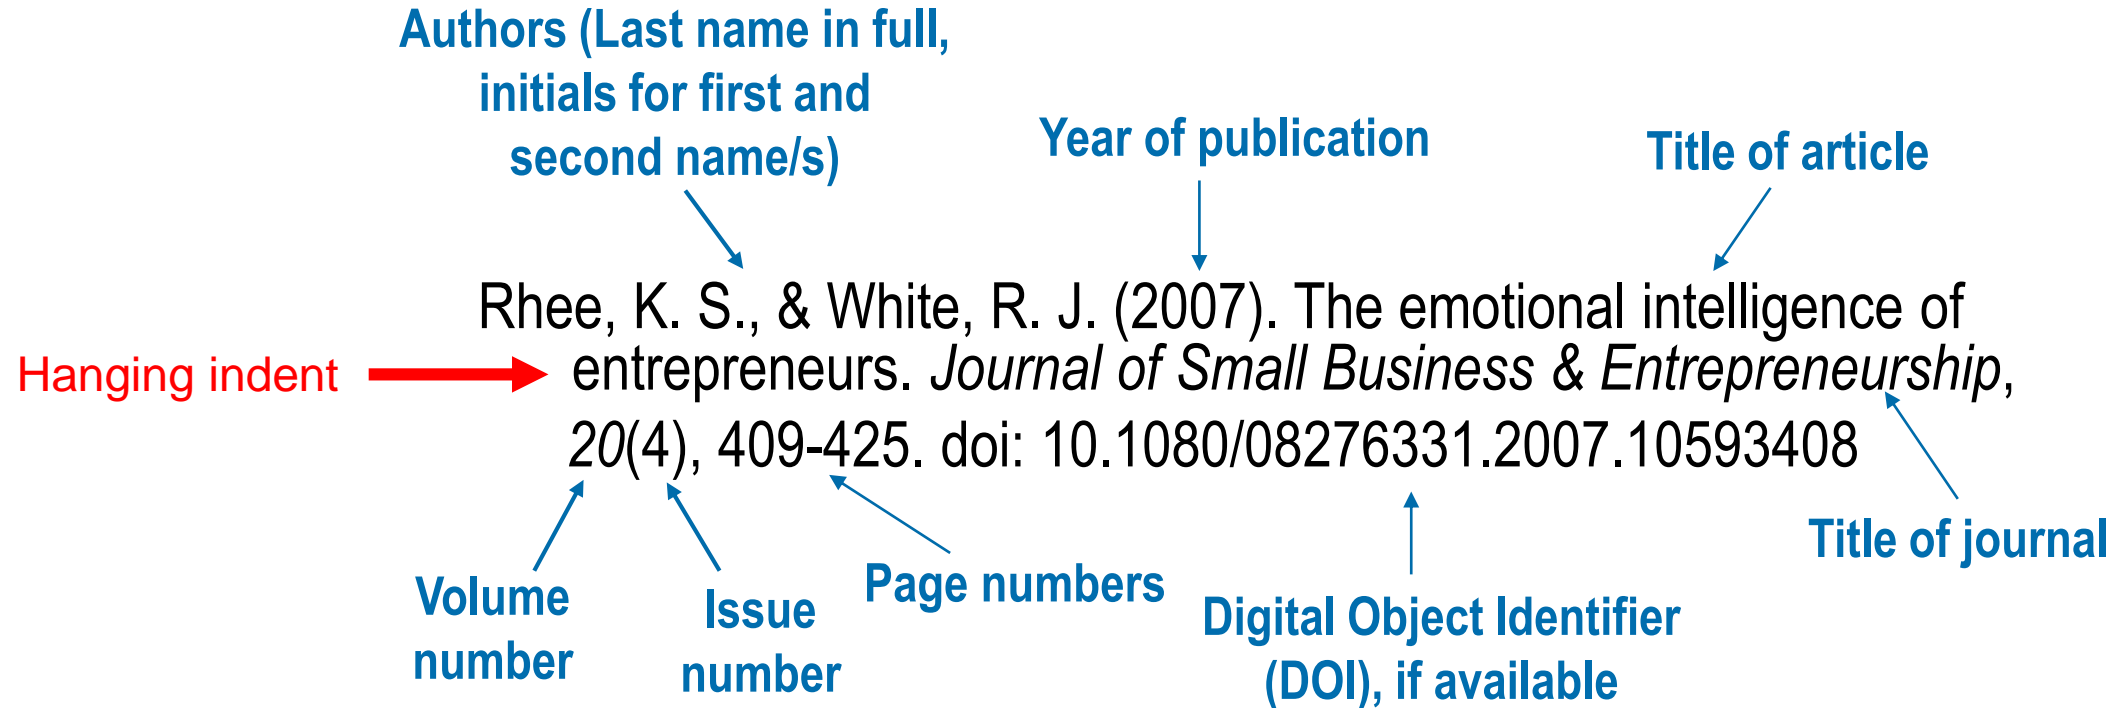 Authors (Last name in full,
initials for first and
second name/s)
Year of publication
Title of article
Rhee, K. S., & White, R. J. (2007). The emotional intelligence of
Hanging indent
entrepreneurs. Journal of Small Business & Entrepreneurship,
20(4), 409-425. doi: 10.1080/08276331.2007.10593408
Title of journal
Volume
number
Issue
number
Page numbers
Digital Object Identifier
(DOI), if available